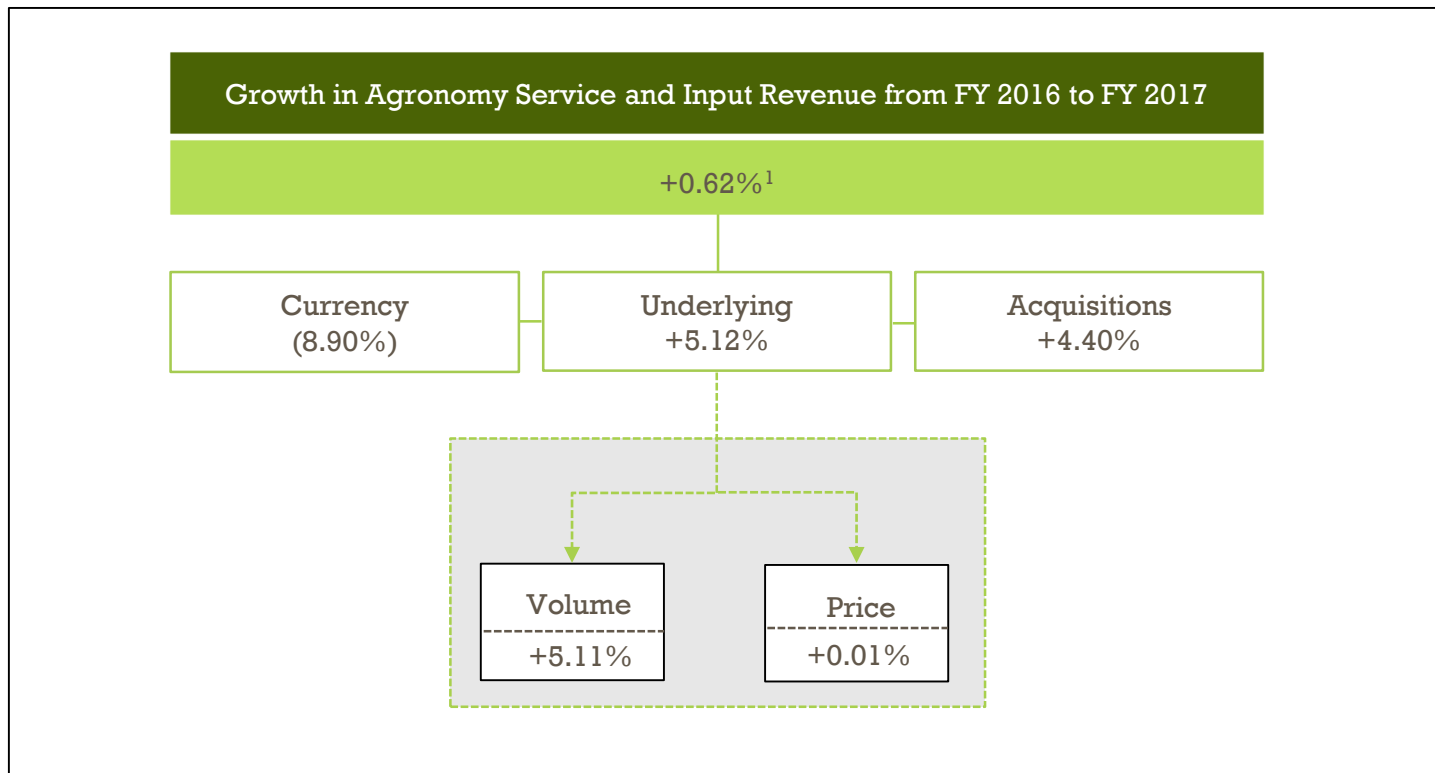 Growth in Agronomy Service and Input Revenue from FY 2016 to FY 2017
+0.62%¹
Currency
(8.90%)
Underlying
+5.12%
Acquisitions
+4.40%
Volume
+5.11%
Price
+0.01%